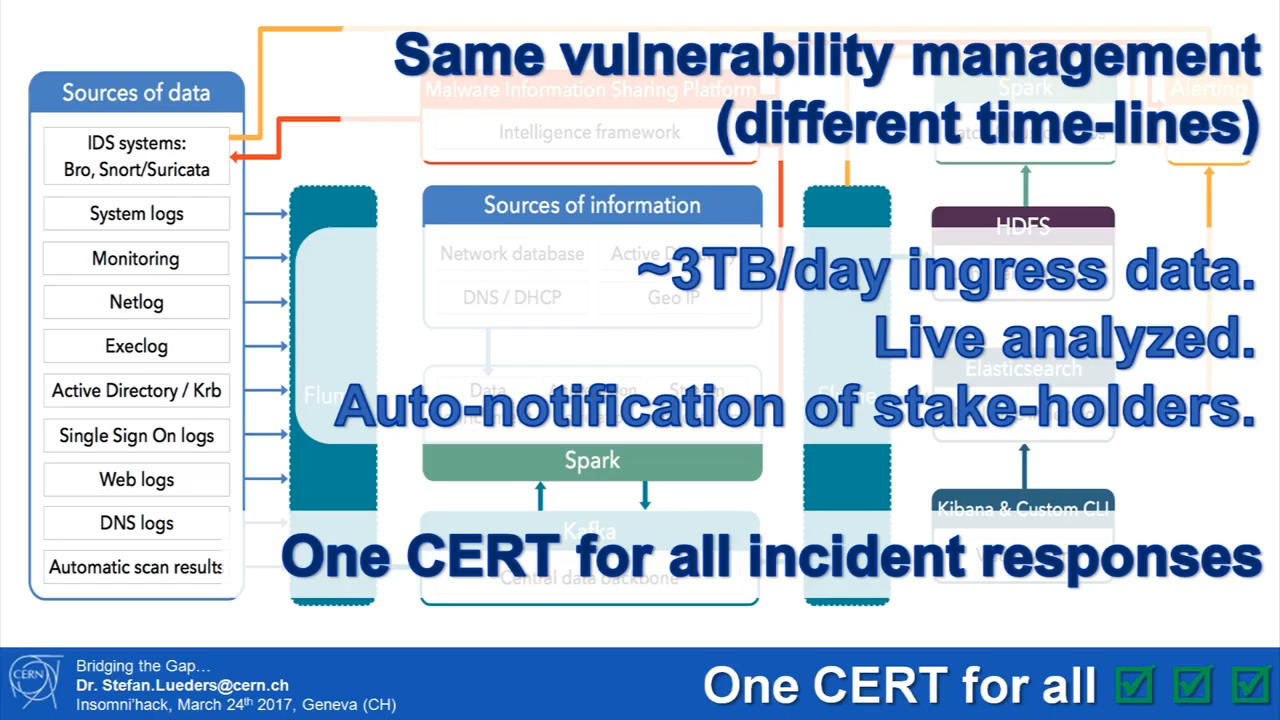 Same vulnerability management
(different time-lines)
Sources of data
IDS systems:
Bro, Snort/Suricata
System logs
Monitoring
Netlog
Execlog
Active Directory / Krb
Single Sign On logs
Web logs
DNS logs
Automatic scan results
Malware Information Sharing Platform
Intelligence framework
Spark
Alerting
Sources of information
Network database
Active Directory
DNS / DHCP
Geo IP
HDFS
~3TB/day ingress data.
Live analyzed.
Auto-notification of stake-holders.
Data
Elasticsearch
Spark
Kafka
Central data backbone
Kibana & Custom CLI
One CERT for all incident responses
CERN
Bridging the Gap…
Dr. Stefan.Lueders@cern.ch
Insomni'hack, March 24th 2017, Geneva (CH)
One CERT for all